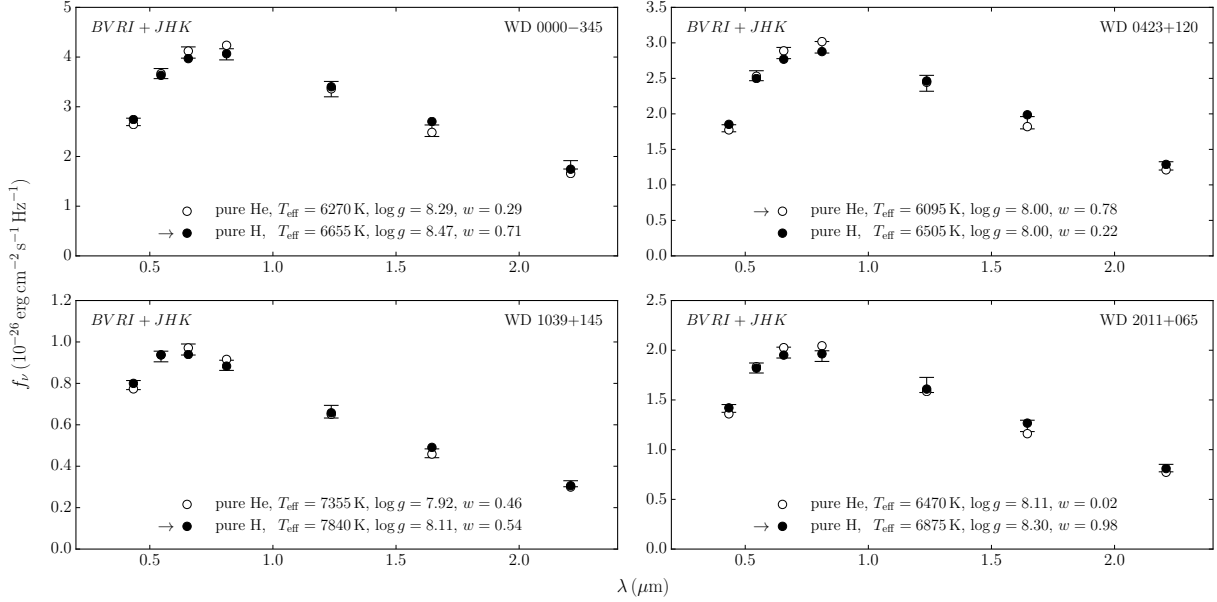 BVRI + JHK WD 0000−345
5
4
3
2
1
0
0.5 1.0 1.5 2.0
pure He, T_eff = 6270 K, log g = 8.29, w = 0.29
→ pure H, T_eff = 6655 K, log g = 8.47, w = 0.71
BVRI + JHK WD 0423+120
3.5
3.0
2.5
2.0
1.5
1.0
0.5
0.0
0.5 1.0 1.5 2.0
→ pure He, T_eff = 6095 K, log g = 8.00, w = 0.78
pure H, T_eff = 6505 K, log g = 8.00, w = 0.22
f_ν (10^−26 erg cm^−2 s^−1 Hz^−1)
BVRI + JHK WD 1039+145
1.2
1.0
0.8
0.6
0.4
0.2
0.0
0.5 1.0 1.5 2.0
pure He, T_eff = 7355 K, log g = 7.92, w = 0.46
→ pure H, T_eff = 7840 K, log g = 8.11, w = 0.54
BVRI + JHK WD 2011+065
2.5
2.0
1.5
1.0
0.5
0.0
0.5 1.0 1.5 2.0
pure He, T_eff = 6470 K, log g = 8.11, w = 0.02
→ pure H, T_eff = 6875 K, log g = 8.30, w = 0.98
λ (μm)